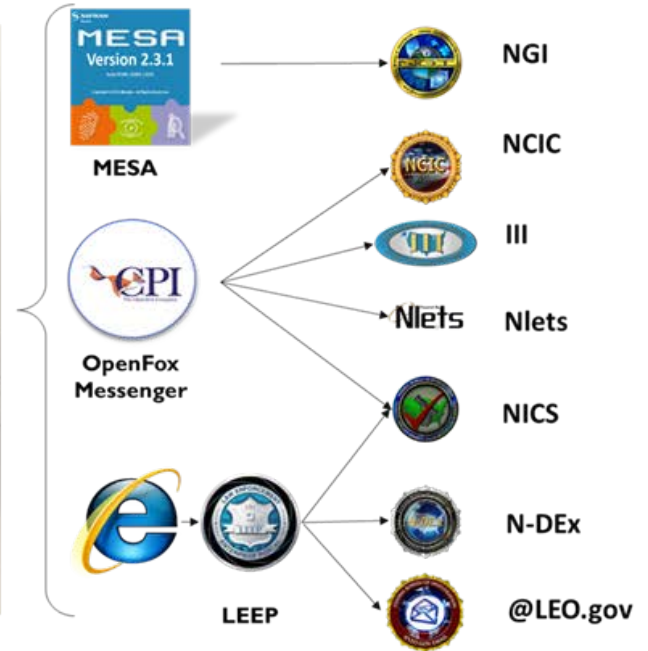 MESA
Version 2.3.1
MESA
NGI
NCIC
NCIC
III
CPI
OpenFox
Messenger
Nlets
Nlets
NICS
LEEP
N-DEx
@LEO.gov